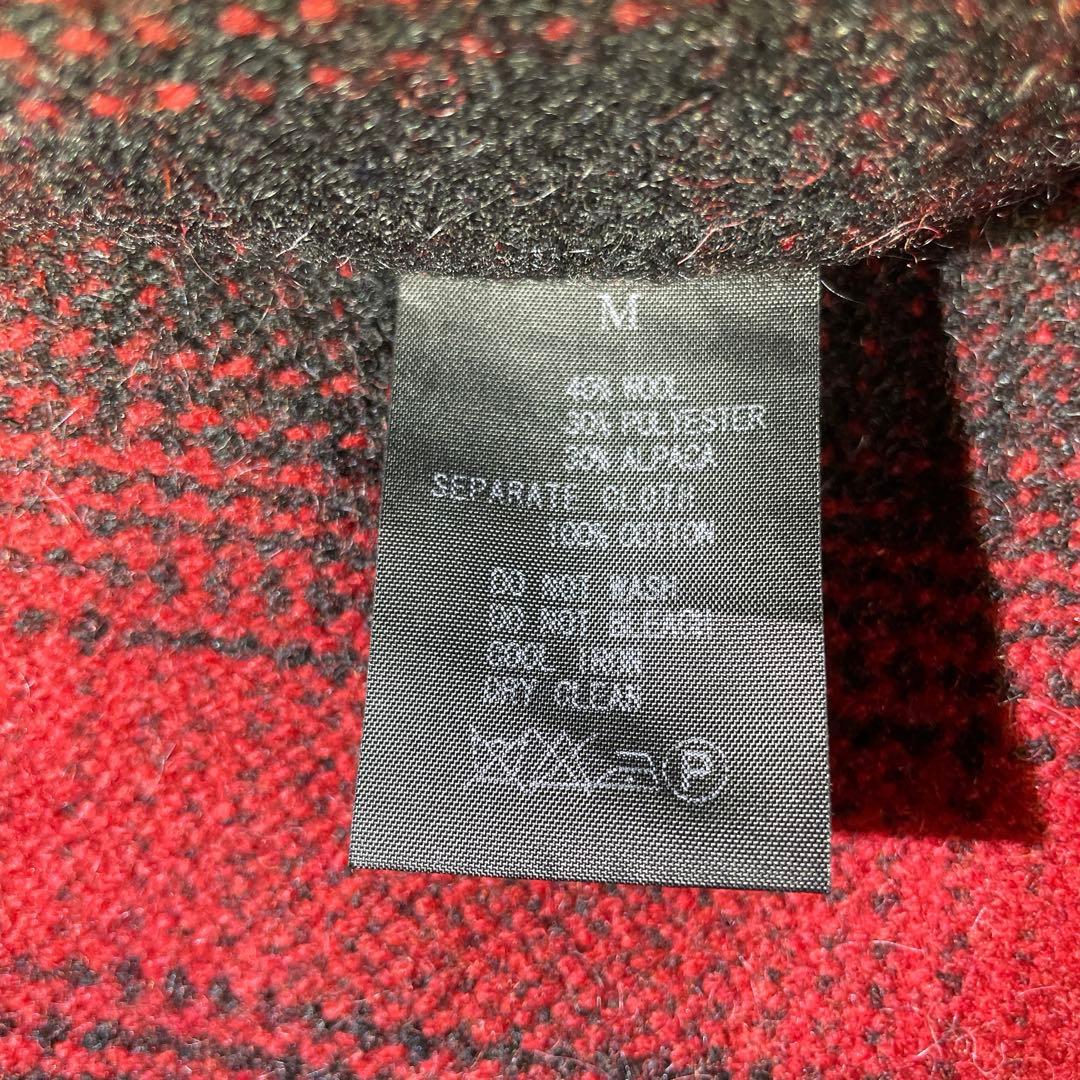 M
40% WOOL
30% POLYESTER
30% ALPACA
SEPARATE CLOTH
100% COTTON
DO NOT WASH
DO NOT BLEACH
COOL IRON
DRY CLEAN
P